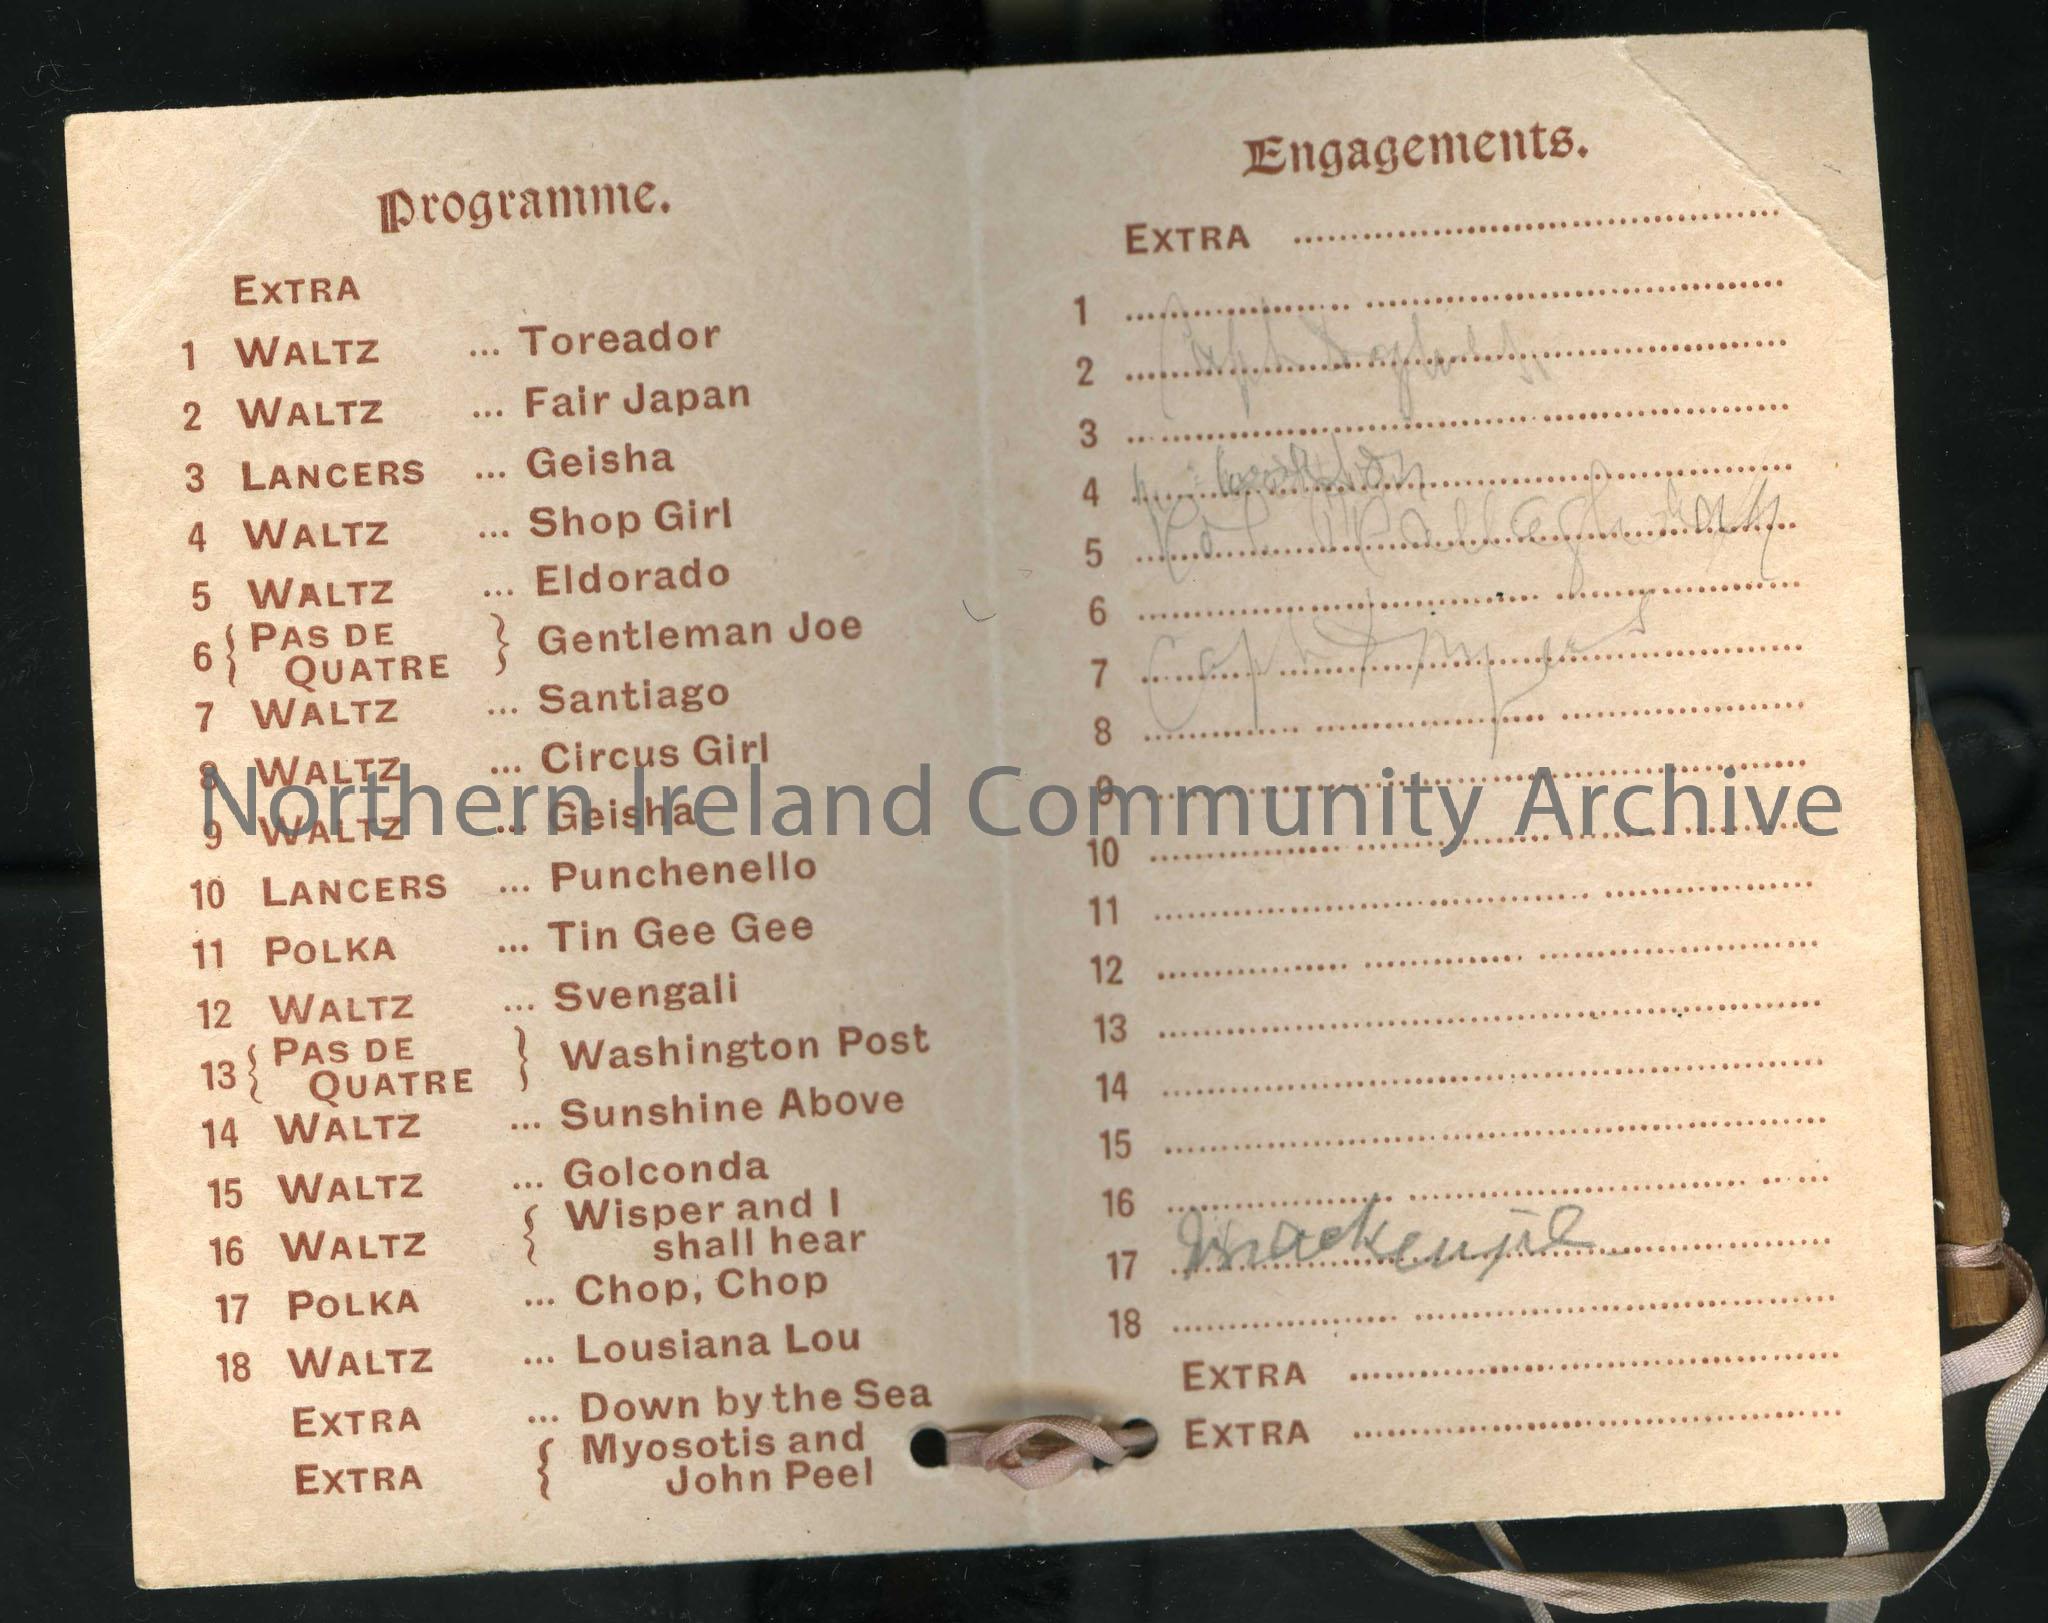 Programme.
EXTRA
1 WALTZ ... Toreador
2 WALTZ ... Fair Japan
3 LANCERS ... Geisha
4 WALTZ ... Shop Girl
5 WALTZ ... Eldorado
6 { PAS DE
QUATRE } Gentleman Joe
7 WALTZ ... Santiago
8 WALTZ ... Circus Girl
9 WALTZ ... Geisha
10 LANCERS ... Punchenello
11 POLKA ... Tin Gee Gee
12 WALTZ ... Svengali
13 { PAS DE
QUATRE } Washington Post
14 WALTZ ... Sunshine Above
15 WALTZ ... Golconda
16 WALTZ { Wisper and I
shall hear
17 POLKA ... Chop, Chop
18 WALTZ ... Lousiana Lou
EXTRA ... Down by the Sea
EXTRA { Myosotis and
John Peel
Engagements.
EXTRA
1
2 Capt
3
4
5
6
7 Capt
8
9
10
11
12
13
14
15
16
17 Mackenzie
18
EXTRA
EXTRA
Northern Ireland Community Archive